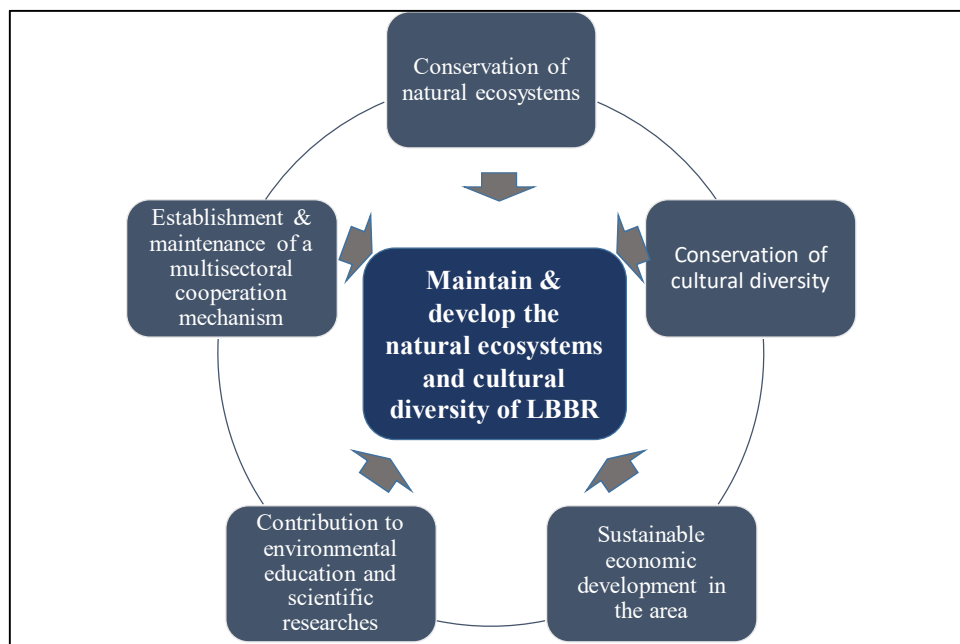 Conservation of
natural ecosystems
Establishment &
maintenance of a
multisectoral
cooperation
mechanism
Maintain &
develop the
natural ecosystems
and cultural
diversity of LBBR
Conservation of
cultural diversity
Contribution to
environmental
education and
scientific
researches
Sustainable
economic
development in
the area